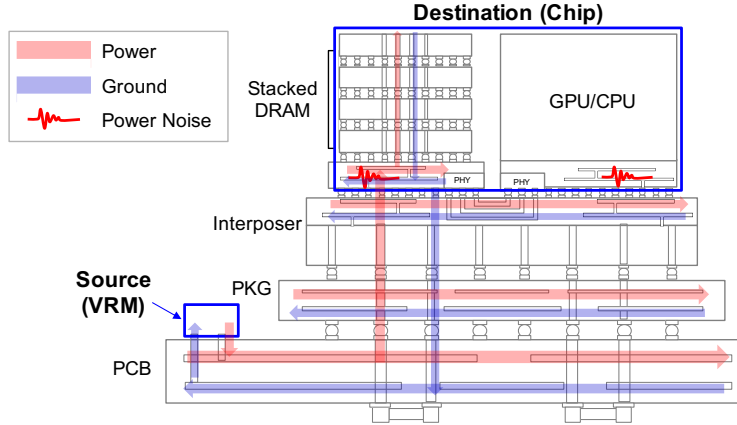 Destination (Chip)
Power
Ground
Power Noise
Stacked
DRAM
GPU/CPU
PHY
PHY
Interposer
Source
(VRM)
PKG
PCB